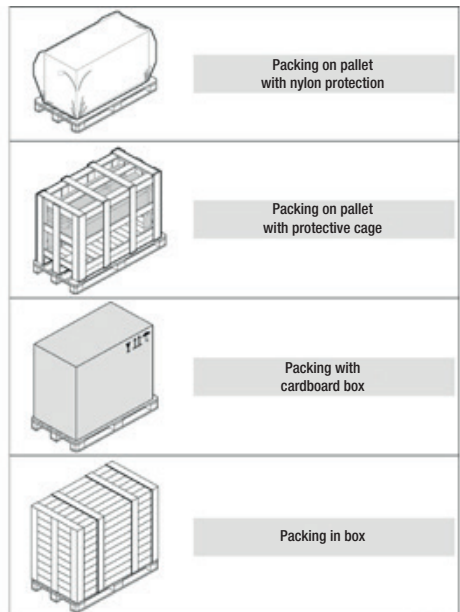 Packing on pallet
with nylon protection
Packing on pallet
with protective cage
Packing with
cardboard box
Packing in box